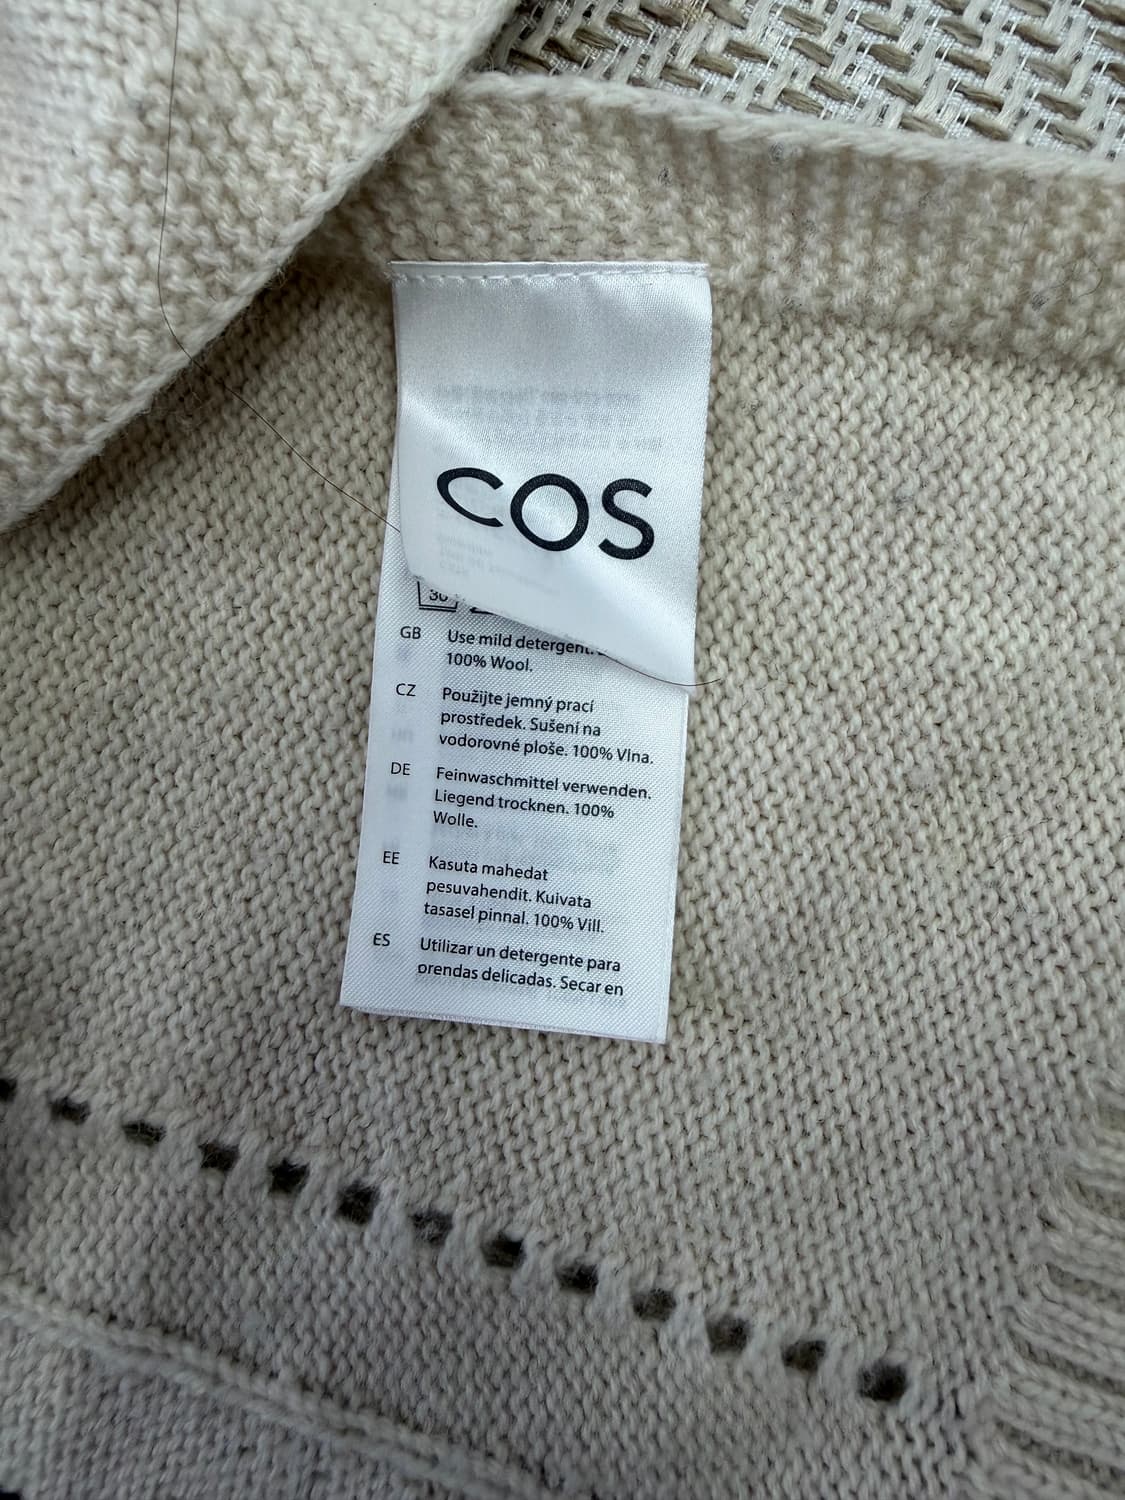 COS
30
GB Use mild detergent.
100% Wool.
CZ Použijte jemný prací
prostředek. Sušení na
vodorovné ploše. 100% Vlna.
DE Feinwaschmittel verwenden.
Liegend trocknen. 100%
Wolle.
EE Kasuta mahedat
pesuvahendit. Kuivata
tasasel pinnal. 100% Vill.
ES Utilizar un detergente para
prendas delicadas. Secar en